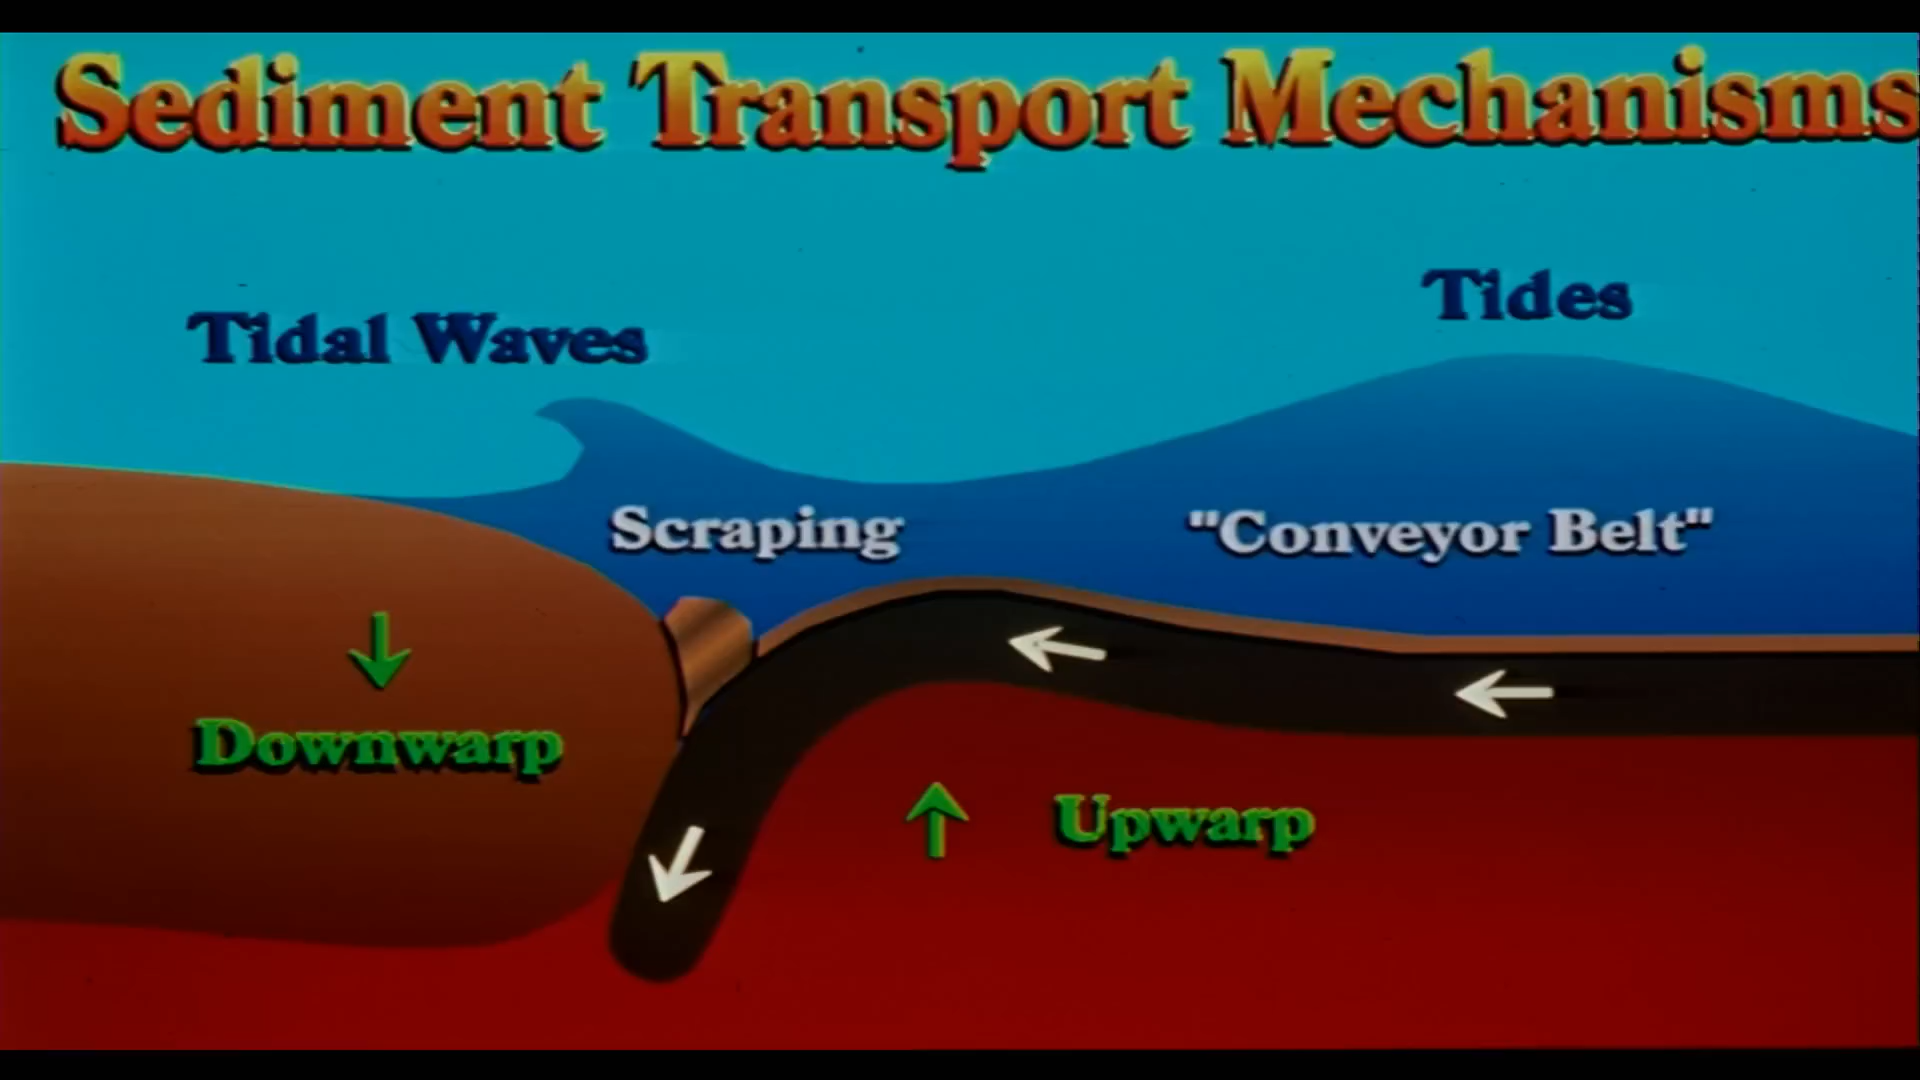 Sediment Transport Mechanisms
Tides
Tidal Waves
Scraping
"Conveyor Belt"
Downwarp
Upwarp